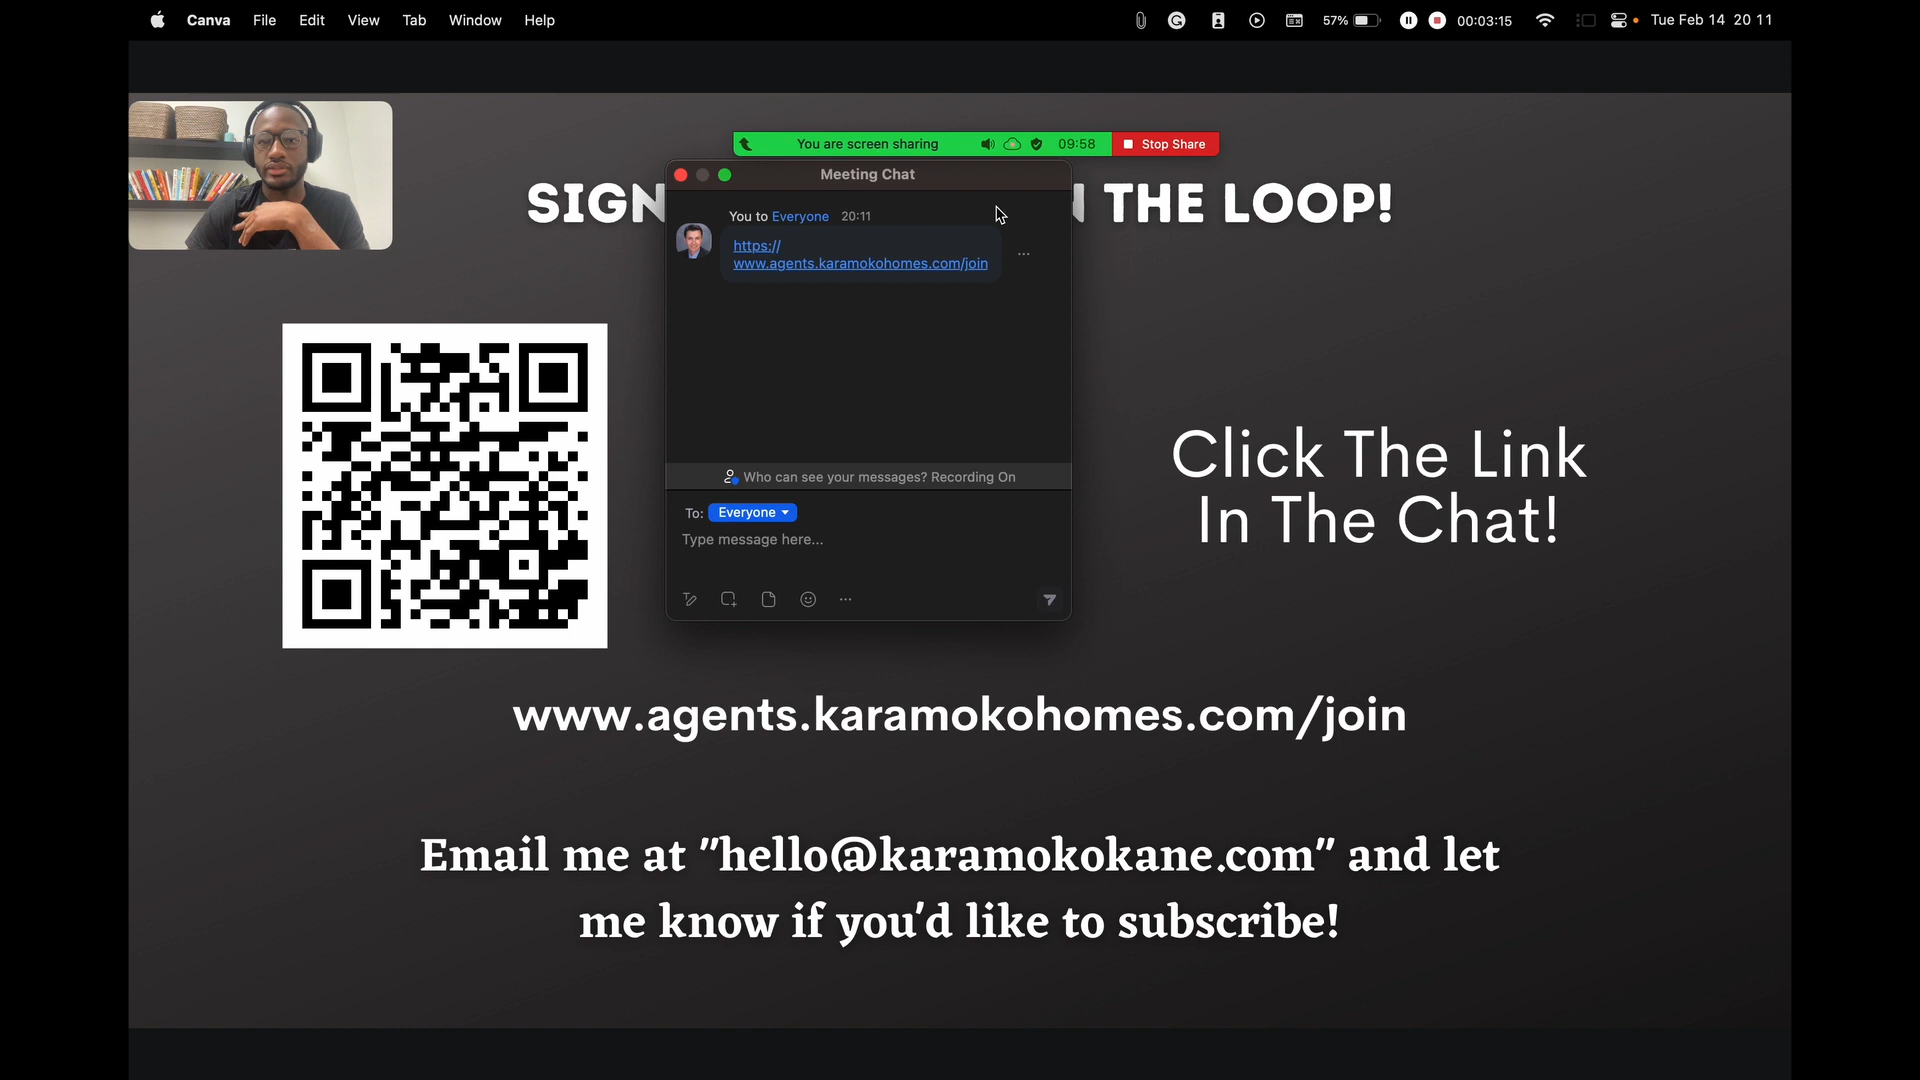 Canva File Edit View Tab Window Help 57% 00:03:15 Tue Feb 14 20 11
You are screen sharing 09:58 Stop Share
Meeting Chat
SIGN THE LOOP!
You to Everyone 20:11
https://
www.agents.karamokohomes.com/join
Who can see your messages? Recording On
To: Everyone
Type message here...
Click The Link
In The Chat!
www.agents.karamokohomes.com/join
Email me at "hello@karamokokane.com" and let
me know if you'd like to subscribe!